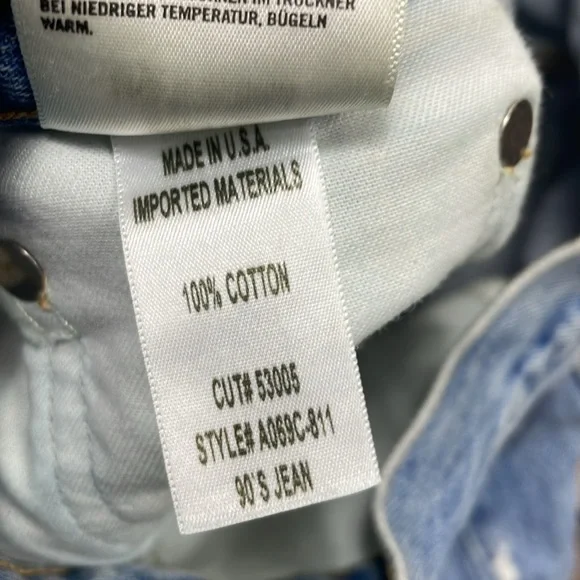 BEI NIEDRIGER TEMPERATUR, BÜGELN
WARM.
MADE IN U.S.A.
IMPORTED MATERIALS
100% COTTON
CUT# 53005
STYLE# A069C-811
90'S JEAN